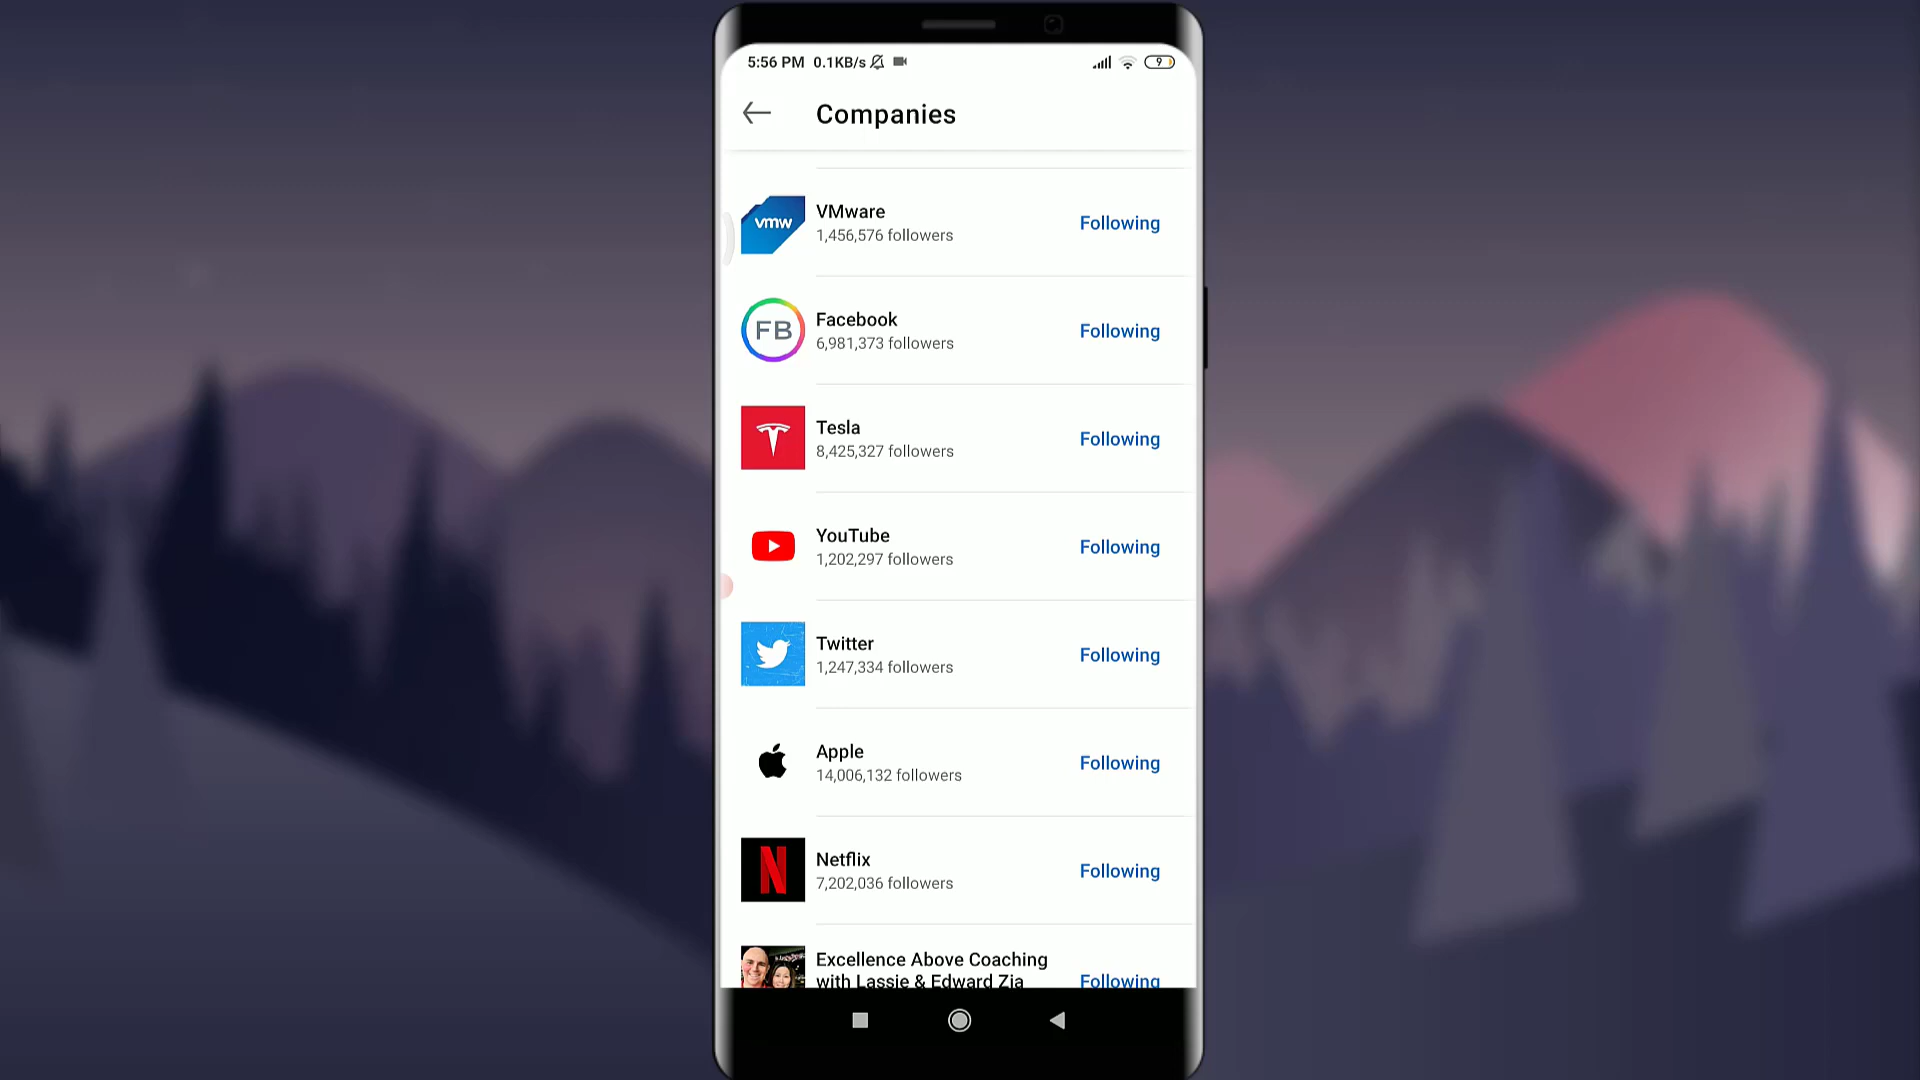 5:56 PM 0.1KB/s 9
Companies
vmw
VMware
1,456,576 followers
Following
FB
Facebook
6,981,373 followers
Following
Tesla
8,425,327 followers
Following
YouTube
1,202,297 followers
Following
Twitter
1,247,334 followers
Following
Apple
14,006,132 followers
Following
N
Netflix
7,202,036 followers
Following
Excellence Above Coaching
with Lassie & Edward Zia
Following